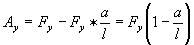 A_y = F_y − F_y * a/l = F_y(1 − a/l)